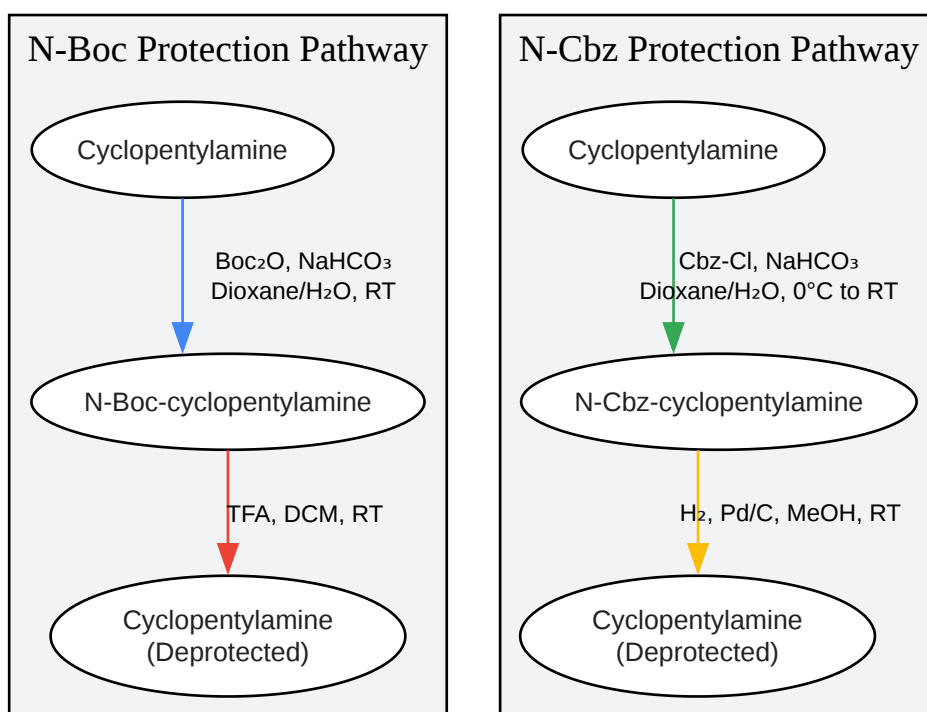 N-Boc Protection Pathway
Cyclopentylamine
Boc₂O, NaHCO₃
Dioxane/H₂O, RT
N-Boc-cyclopentylamine
TFA, DCM, RT
Cyclopentylamine
(Deprotected)
N-Cbz Protection Pathway
Cyclopentylamine
Cbz-Cl, NaHCO₃
Dioxane/H₂O, 0°C to RT
N-Cbz-cyclopentylamine
H₂, Pd/C, MeOH, RT
Cyclopentylamine
(Deprotected)